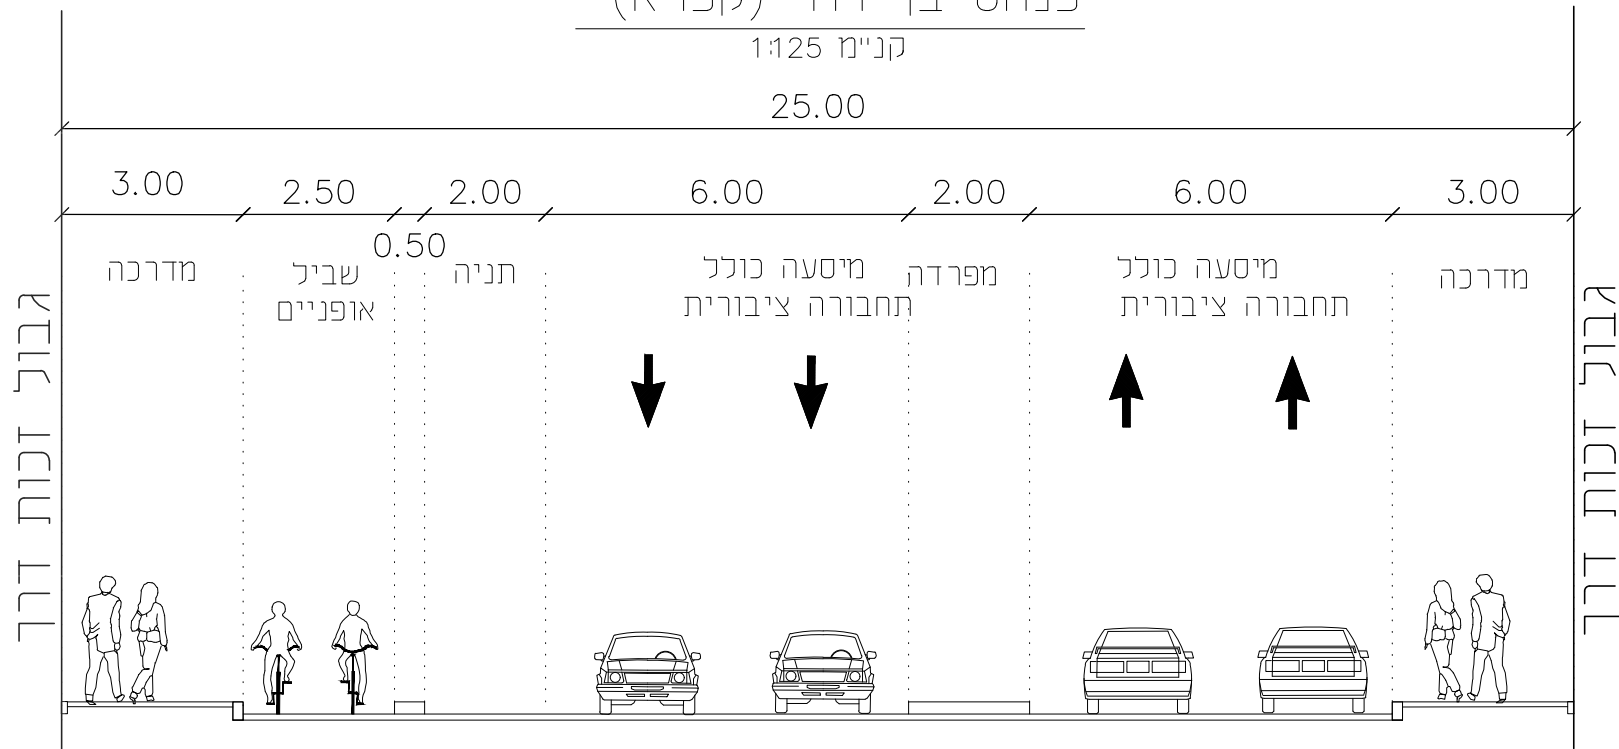 קנ"מ 1:125
25.00
3.00 2.50 2.00 6.00 2.00 6.00 3.00
0.50
מדרכה
שביל
אופניים
תניה
מיסעה כולל
תחבורה ציבורית
מפרדה
מיסעה כולל
תחבורה ציבורית
מדרכה
גבול זכות דרך
גבול זכות דרך